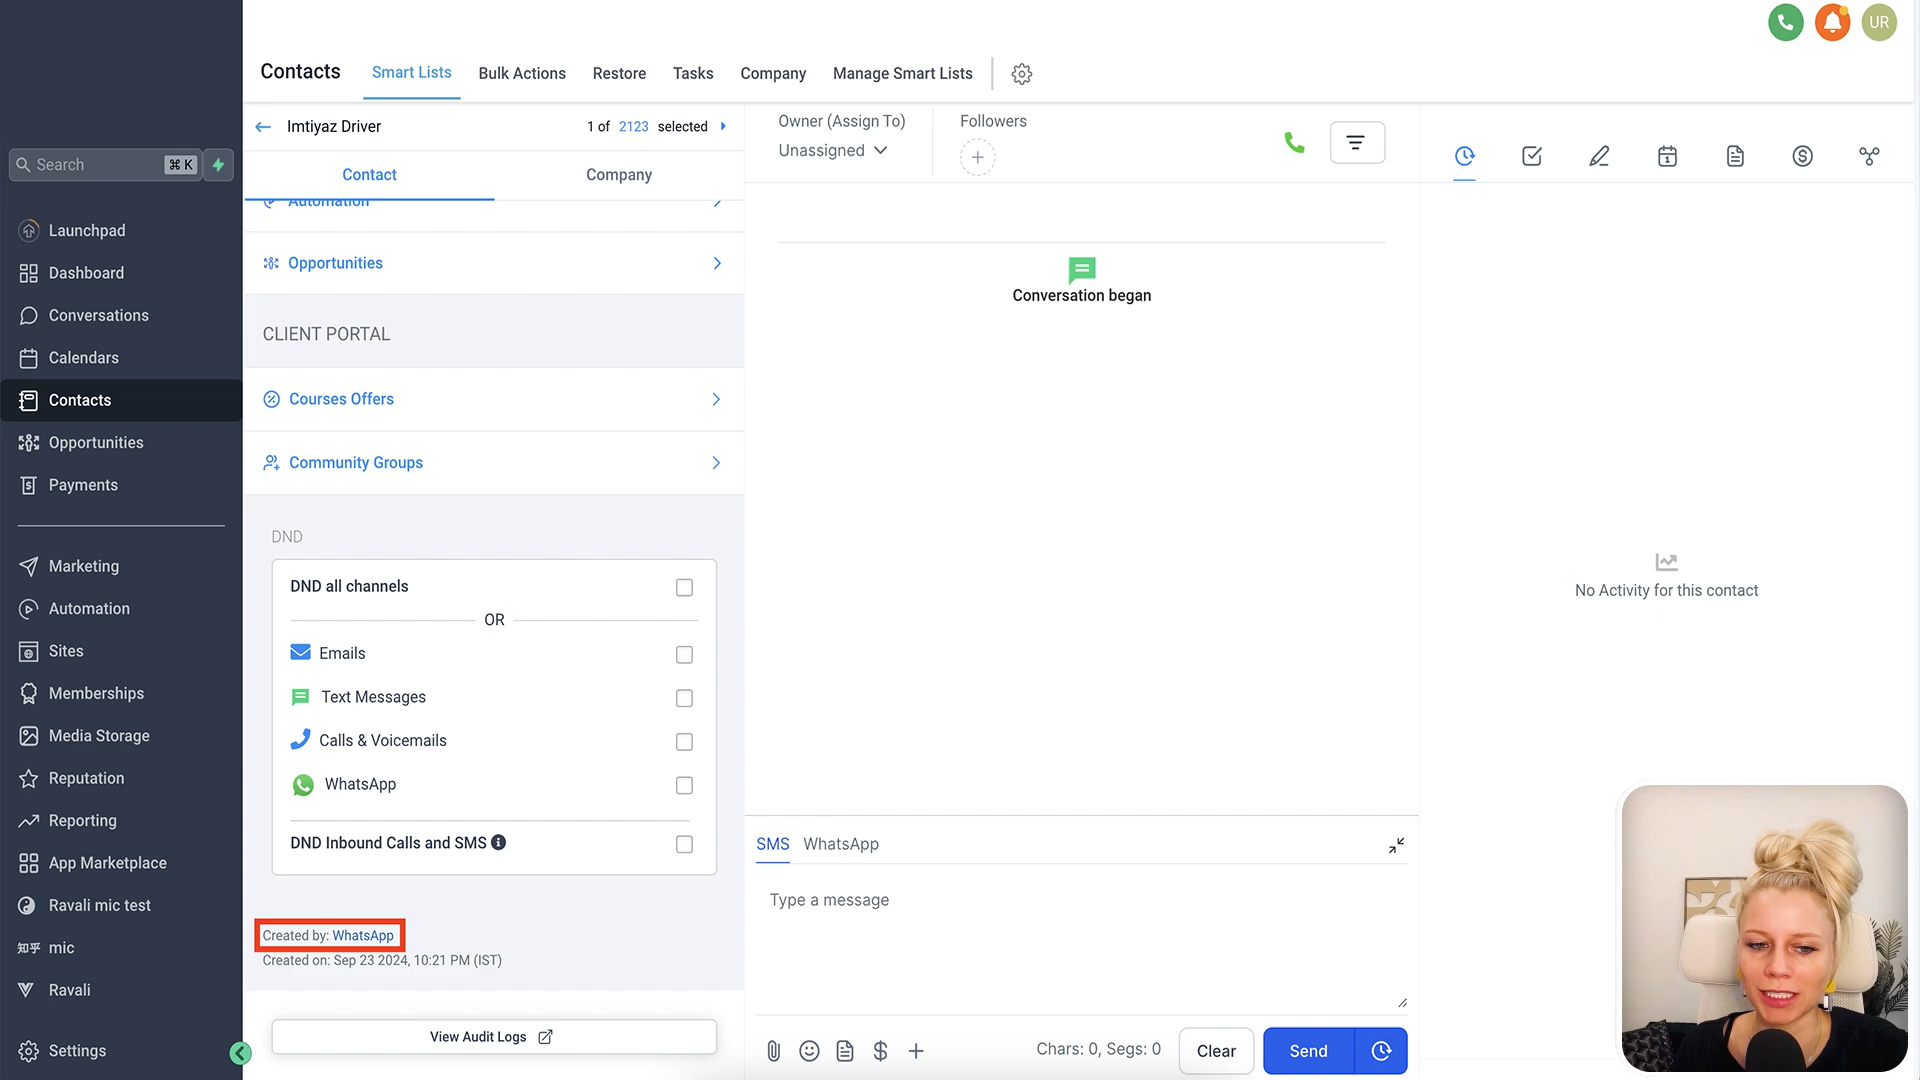 UR
Contacts
Smart Lists
Bulk Actions
Restore
Tasks
Company
Manage Smart Lists
Search
⌘ K
Launchpad
Dashboard
Conversations
Calendars
Contacts
Opportunities
Payments
Marketing
Automation
Sites
Memberships
Media Storage
Reputation
Reporting
App Marketplace
Ravali mic test
知乎 mic
Ravali
Settings
Imtiyaz Driver
1 of 2123 selected
Contact
Company
Automation
Opportunities
CLIENT PORTAL
Courses Offers
Community Groups
DND
DND all channels
OR
Emails
Text Messages
Calls & Voicemails
WhatsApp
DND Inbound Calls and SMS
Created by: WhatsApp
Created on: Sep 23 2024, 10:21 PM (IST)
View Audit Logs
Owner (Assign To)
Unassigned
Followers
Conversation began
SMS
WhatsApp
Type a message
Chars: 0, Segs: 0
Clear
Send
No Activity for this contact